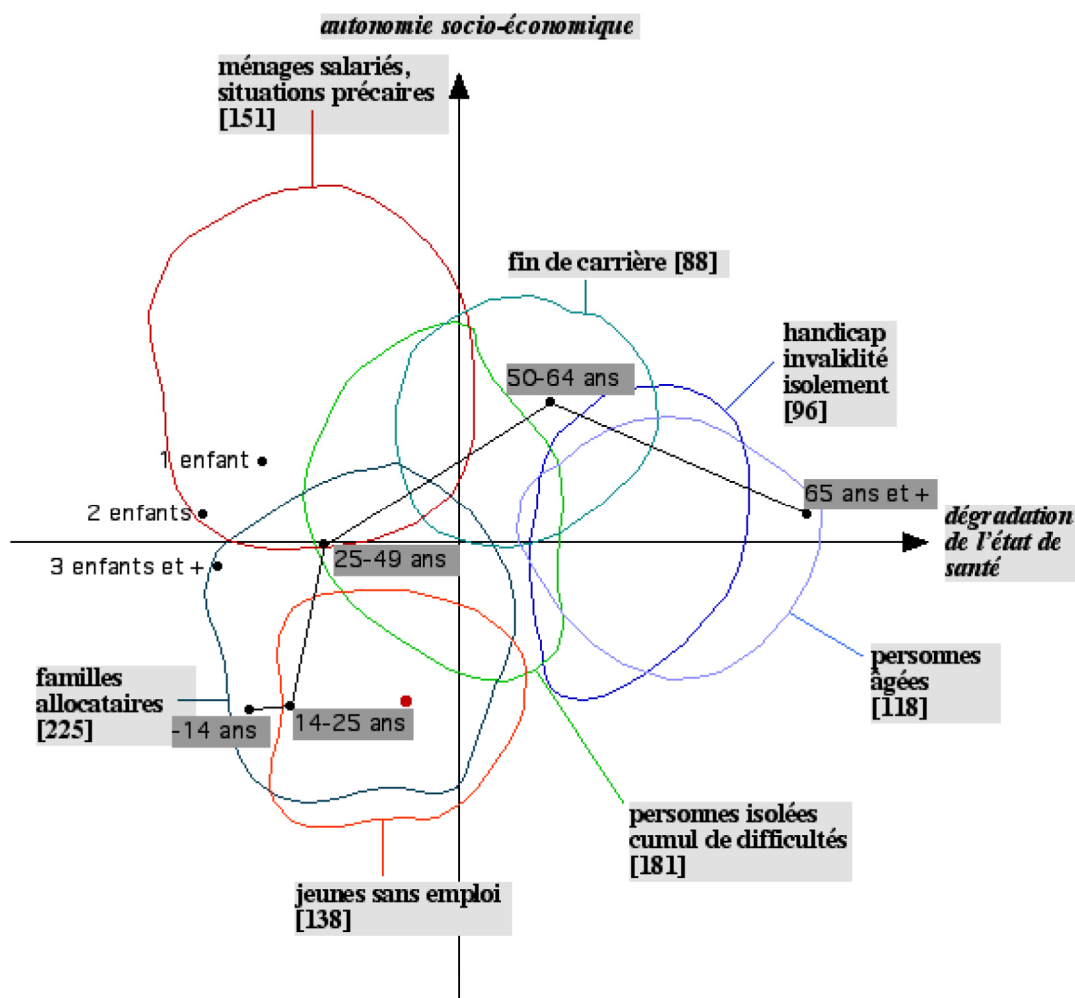 autonomie socio-économique
ménages salariés,
situations précaires
[151]
fin de carrière [88]
handicap
invalidité
isolement
[96]
50-64 ans
1 enfant
65 ans et +
2 enfants
dégradation
de l'état de
santé
25-49 ans
3 enfants et +
familles
allocataires
[225]
-14 ans
14-25 ans
personnes
âgées
[118]
personnes isolées
cumul de difficultés
[181]
jeunes sans emploi
[138]